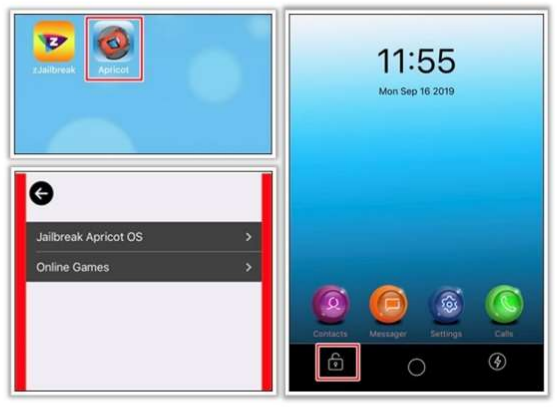 zJailbreak
Apricot
Jailbreak Apricot OS
Online Games
11:55
Mon Sep 16 2019
Contacts
Messager
Settings
Calls